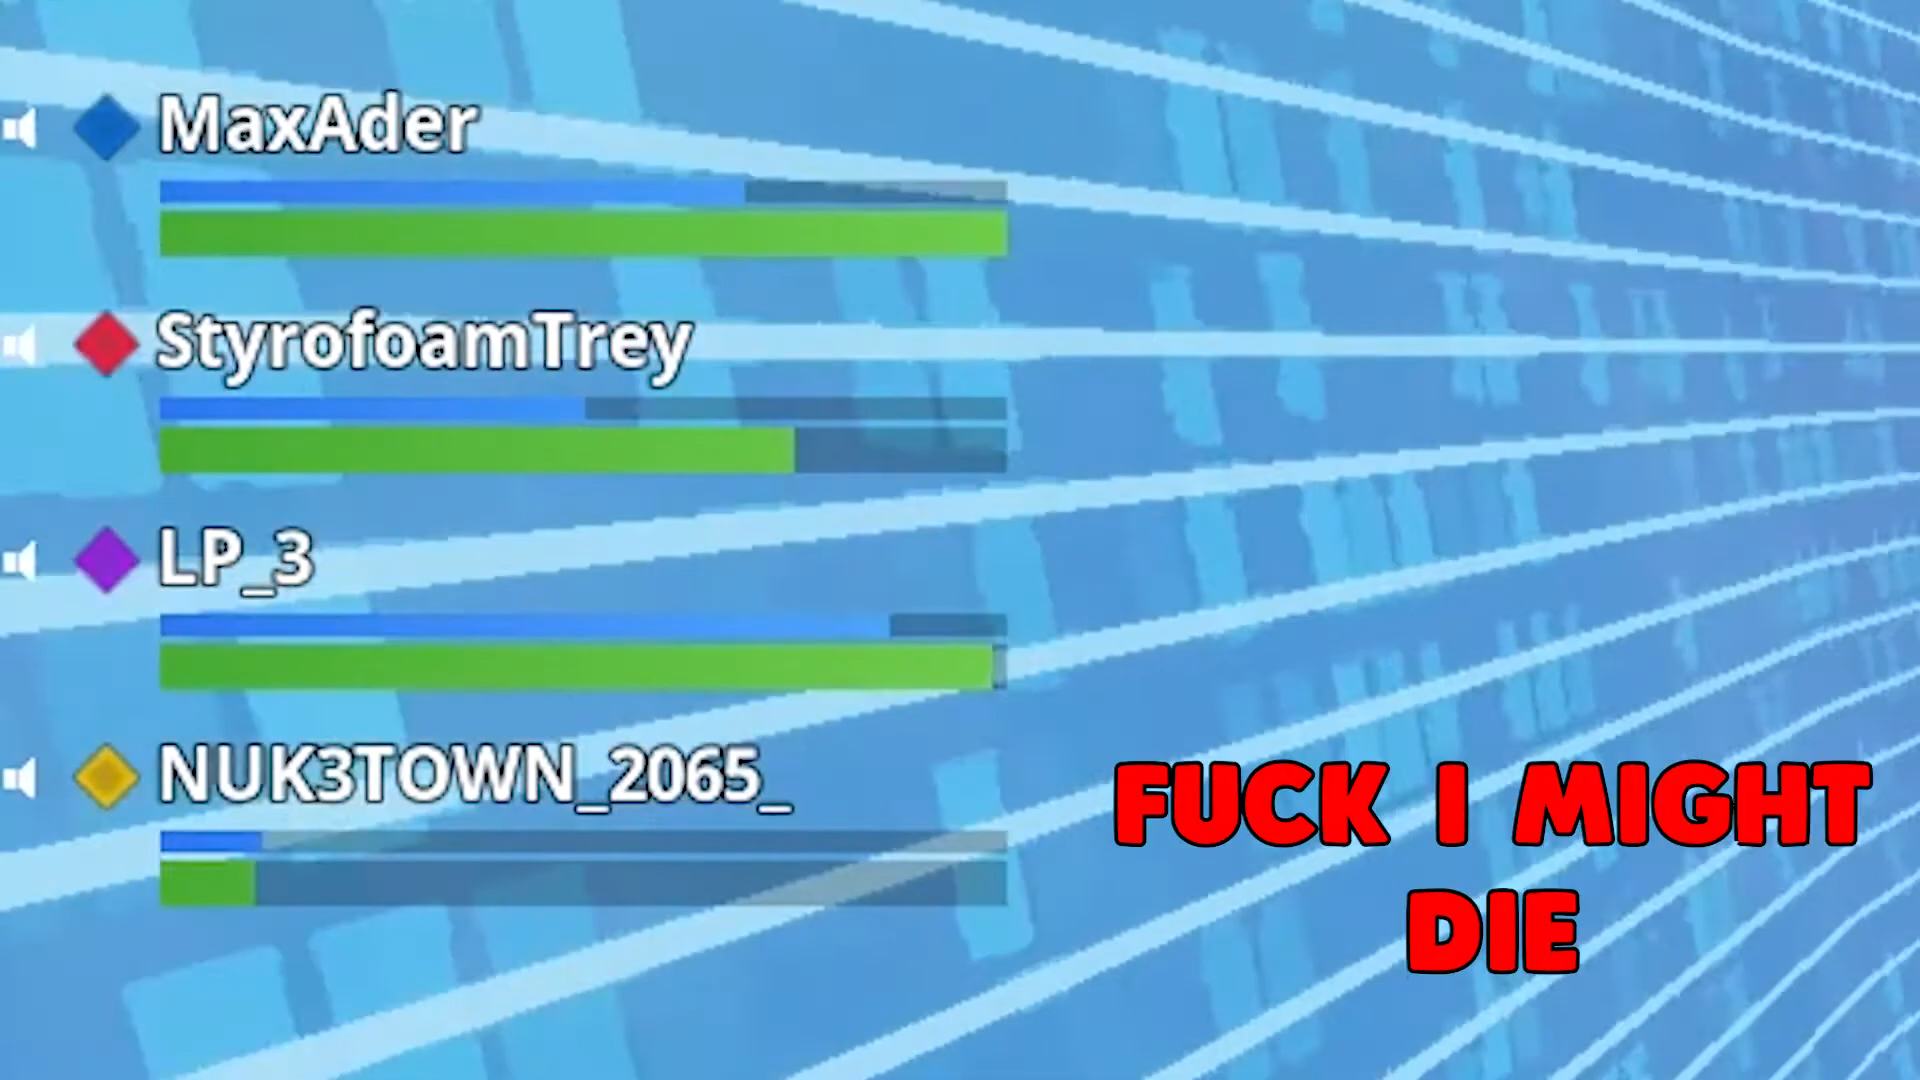 MaxAder
StyrofoamTrey
LP_3
NUK3TOWN_2065_
FUCK I MIGHT
DIE